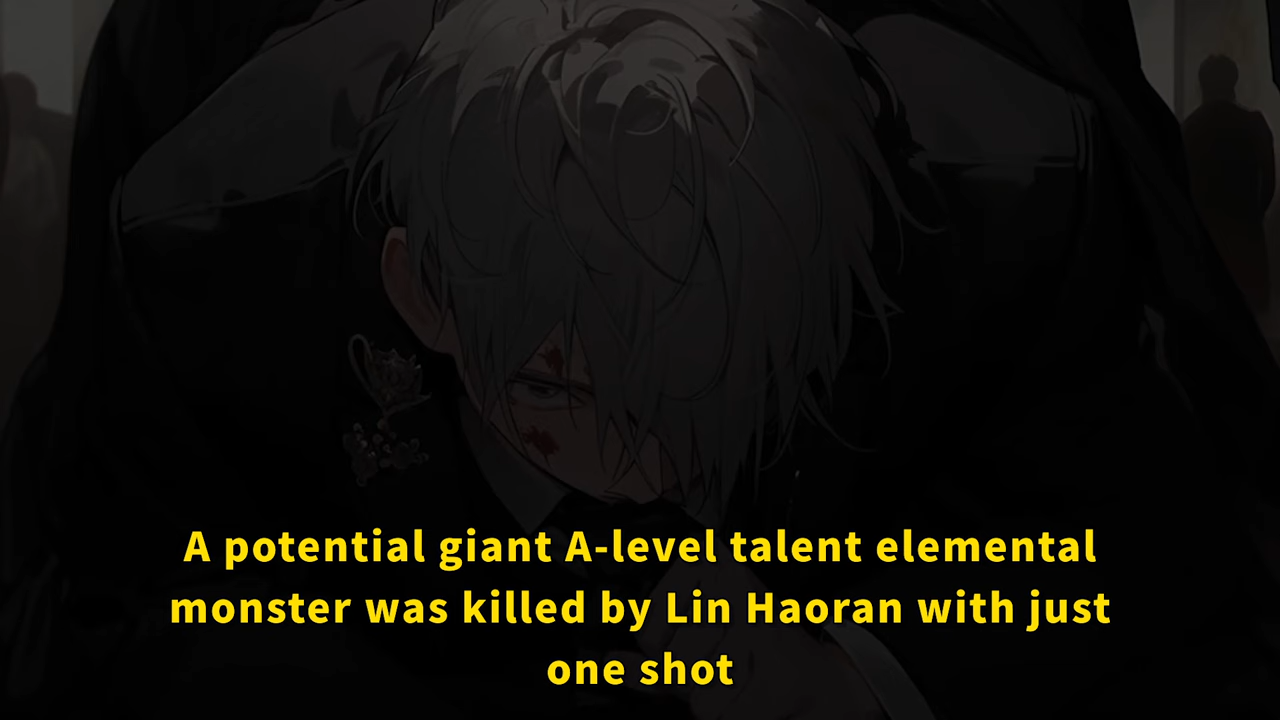 A potential giant A-level talent elemental
monster was killed by Lin Haoran with just
one shot